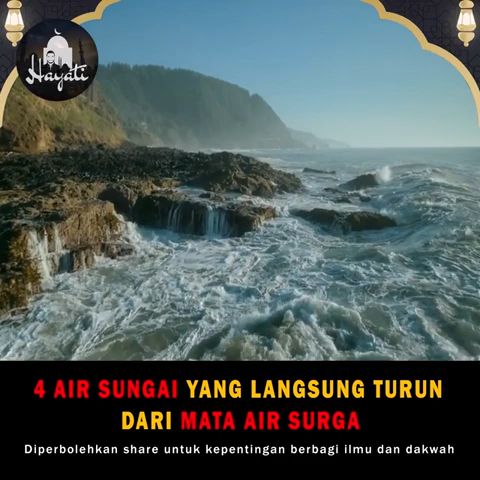 Hayati
4 AIR SUNGAI YANG LANGSUNG TURUN
DARI MATA AIR SURGA
Diperbolehkan share untuk kepentingan berbagi ilmu dan dakwah